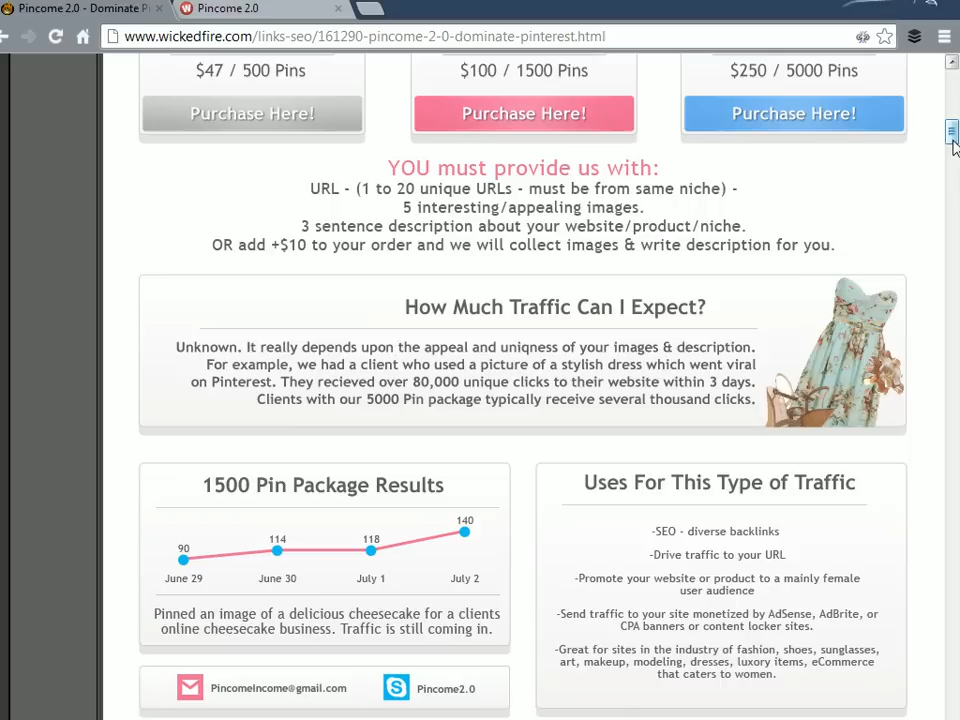 Pincome 2.0 - Dominate P
Pincome 2.0
www.wickedfire.com/links-seo/161290-pincome-2-0-dominate-pinterest.html
$47 / 500 Pins
$100 / 1500 Pins
$250 / 5000 Pins
Purchase Here!
Purchase Here!
Purchase Here!
YOU must provide us with:
URL - (1 to 20 unique URLs - must be from same niche) -
5 interesting/appealing images.
3 sentence description about your website/product/niche.
OR add +$10 to your order and we will collect images & write description for you.
How Much Traffic Can I Expect?
Unknown. It really depends upon the appeal and uniqness of your images & description.
For example, we had a client who used a picture of a stylish dress which went viral
on Pinterest. They recieved over 80,000 unique clicks to their website within 3 days.
Clients with our 5000 Pin package typically receive several thousand clicks.
1500 Pin Package Results
90
114
118
140
June 29
June 30
July 1
July 2
Pinned an image of a delicious cheesecake for a clients
online cheesecake business. Traffic is still coming in.
PincomeIncome@gmail.com
Pincome2.0
Uses For This Type of Traffic
-SEO - diverse backlinks
-Drive traffic to your URL
-Promote your website or product to a mainly female
user audience
-Send traffic to your site monetized by AdSense, AdBrite, or
CPA banners or content locker sites.
-Great for sites in the industry of fashion, shoes, sunglasses,
art, makeup, modeling, dresses, luxory items, eCommerce
that caters to women.